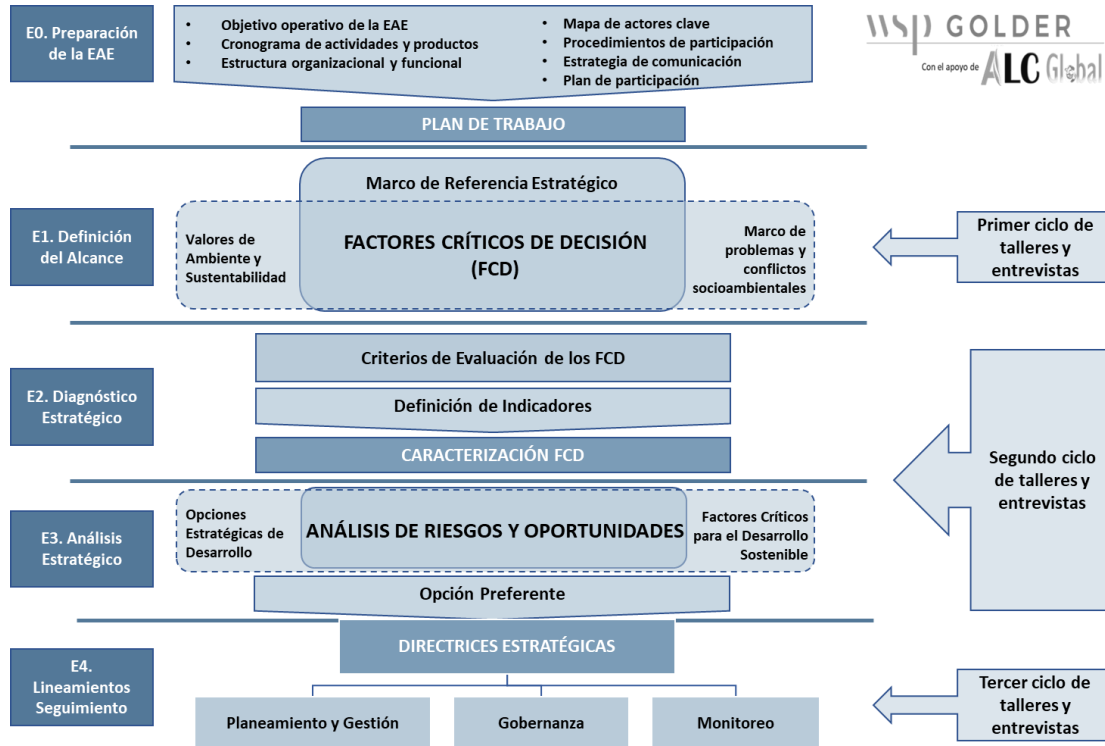 E0. Preparación
de la EAE
• Objetivo operativo de la EAE
• Cronograma de actividades y productos
• Estructura organizacional y funcional
• Mapa de actores clave
• Procedimientos de participación
• Estrategia de comunicación
• Plan de participación
wsp GOLDER
Con el apoyo de ALC Global
PLAN DE TRABAJO
E1. Definición
del Alcance
Marco de Referencia Estratégico
Valores de
Ambiente y
Sustentabilidad
FACTORES CRÍTICOS DE DECISIÓN
(FCD)
Marco de
problemas y
conflictos
socioambientales
Primer ciclo de
talleres y
entrevistas
E2. Diagnóstico
Estratégico
Criterios de Evaluación de los FCD
Definición de Indicadores
CARACTERIZACIÓN FCD
Segundo ciclo
de talleres y
entrevistas
E3. Análisis
Estratégico
Opciones
Estratégicas de
Desarrollo
ANÁLISIS DE RIESGOS Y OPORTUNIDADES
Factores Críticos
para el Desarrollo
Sostenible
Opción Preferente
E4.
Lineamientos
Seguimiento
DIRECTRICES ESTRATÉGICAS
Planeamiento y Gestión
Gobernanza
Monitoreo
Tercer ciclo de
talleres y
entrevistas